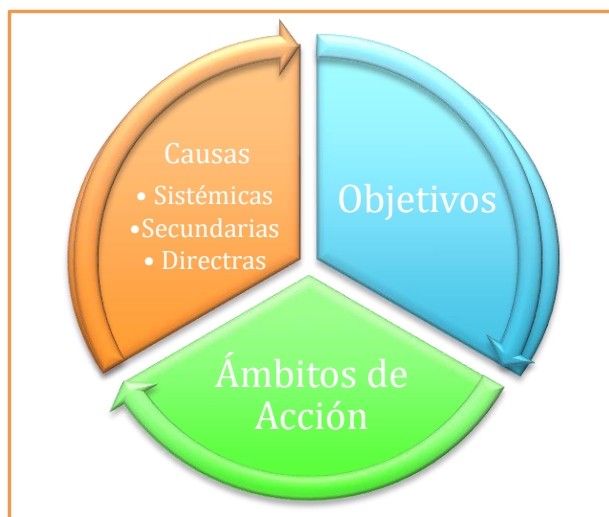 Causas
• Sistémicas
•Secundarias
• Directras
Objetivos
Ámbitos de
Acción